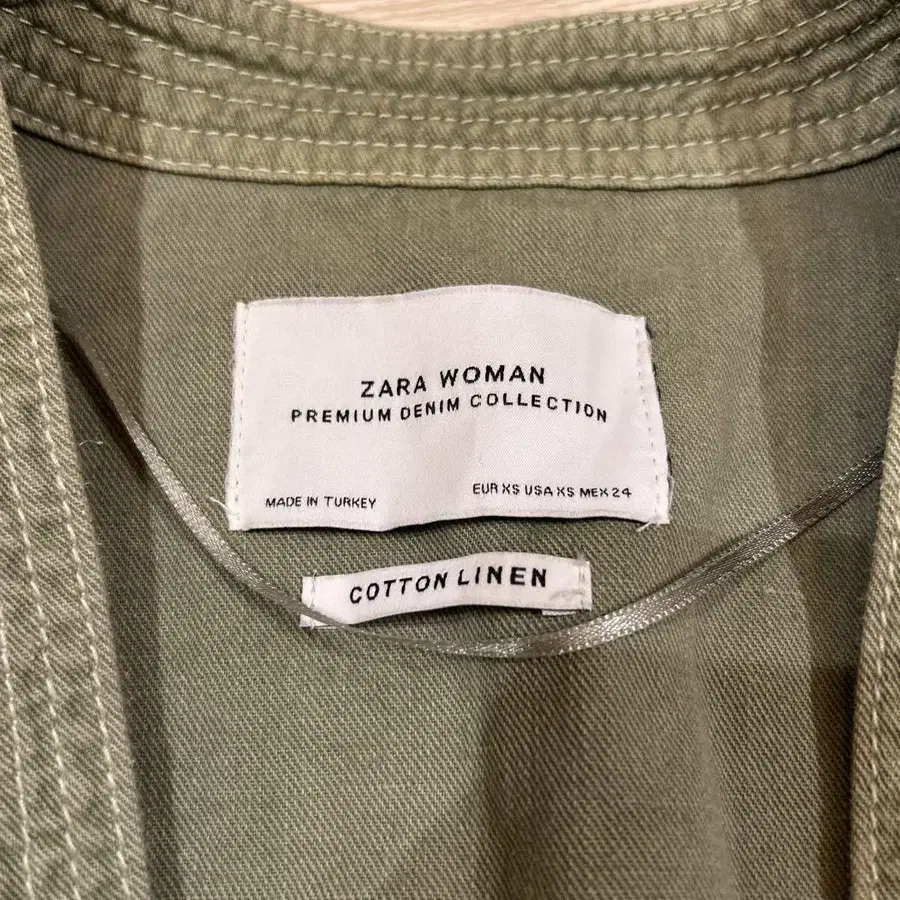 ZARA WOMAN
PREMIUM DENIM COLLECTION
MADE IN TURKEY
EUR XS USA XS MEX 24
COTTON LINEN